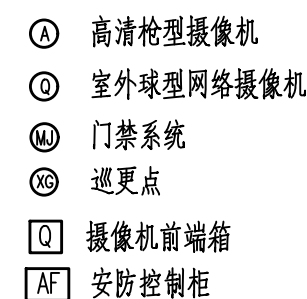 A 高清枪型摄像机
Q 室外球型网络摄像机
MJ 门禁系统
XG 巡更点
Q 摄像机前端箱
AF 安防控制柜